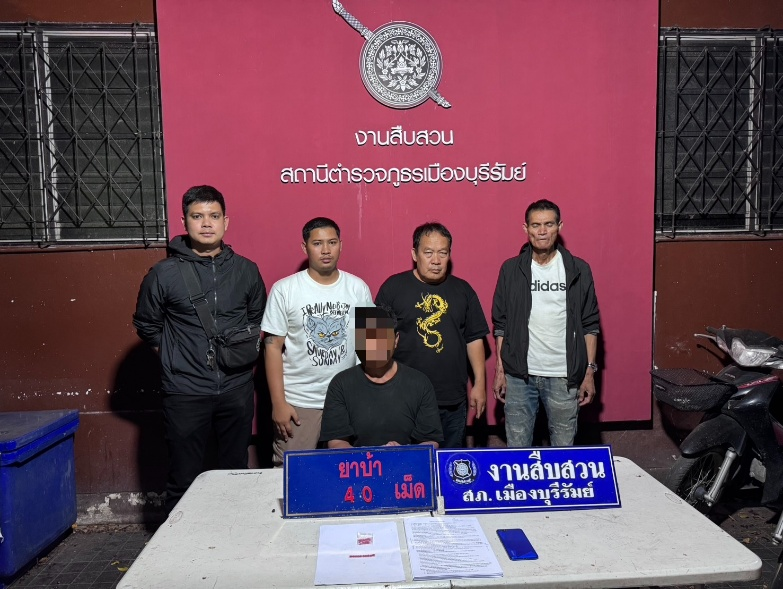 งานสืบสวน
สถานีตำรวจภูธรเมืองบุรีรัมย์
adidas
SATURDAY
SUNDAY
ยาบ้า
40 เม็ด
งานสืบสวน
สภ.เมืองบุรีรัมย์